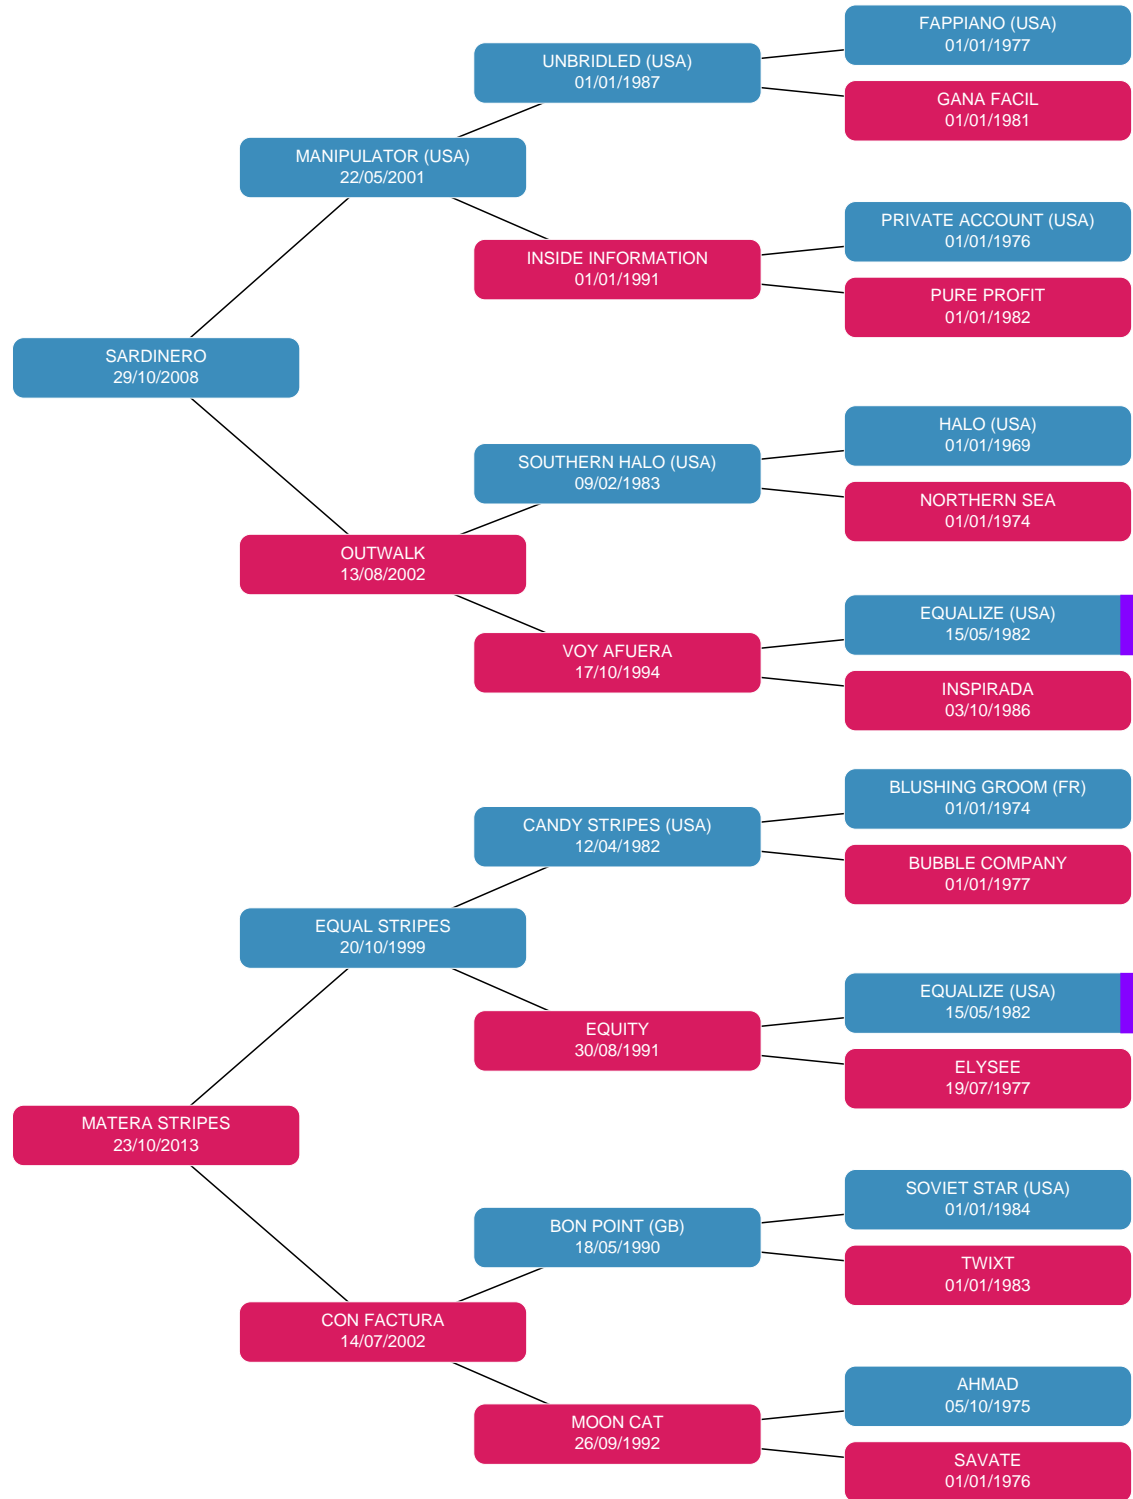 FAPPIANO (USA)
01/01/1977
UNBRIDLED (USA)
01/01/1987
GANA FACIL
01/01/1981
MANIPULATOR (USA)
22/05/2001
PRIVATE ACCOUNT (USA)
01/01/1976
INSIDE INFORMATION
01/01/1991
PURE PROFIT
01/01/1982
SARDINERO
29/10/2008
HALO (USA)
01/01/1969
SOUTHERN HALO (USA)
09/02/1983
NORTHERN SEA
01/01/1974
OUTWALK
13/08/2002
EQUALIZE (USA)
15/05/1982
VOY AFUERA
17/10/1994
INSPIRADA
03/10/1986
BLUSHING GROOM (FR)
01/01/1974
CANDY STRIPES (USA)
12/04/1982
BUBBLE COMPANY
01/01/1977
EQUAL STRIPES
20/10/1999
EQUALIZE (USA)
15/05/1982
EQUITY
30/08/1991
ELYSEE
19/07/1977
MATERA STRIPES
23/10/2013
SOVIET STAR (USA)
01/01/1984
BON POINT (GB)
18/05/1990
TWIXT
01/01/1983
CON FACTURA
14/07/2002
AHMAD
05/10/1975
MOON CAT
26/09/1992
SAVATE
01/01/1976